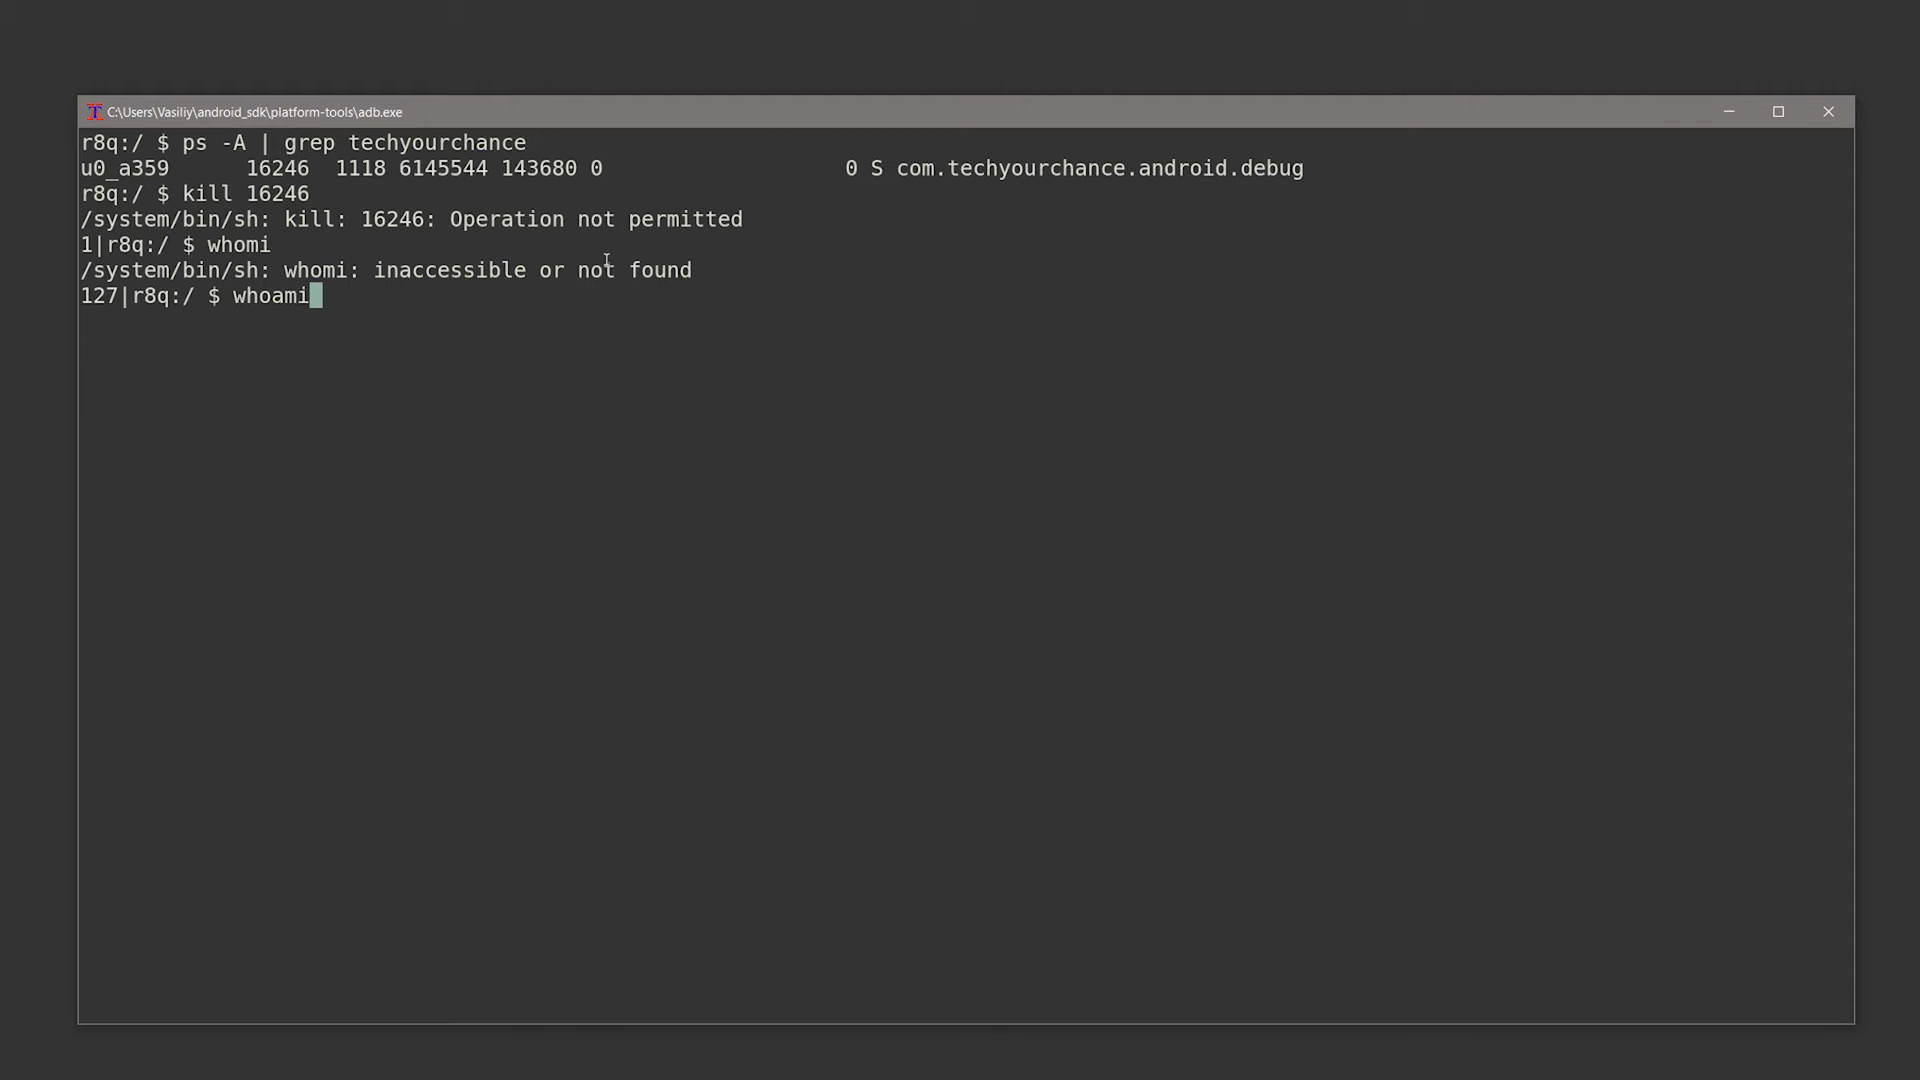 C:\Users\Vasiliy\android_sdk\platform-tools\adb.exe
r8q:/ $ ps -A | grep techyourchance
u0_a359      16246  1118 6145544 143680 0                   0 S com.techyourchance.android.debug
r8q:/ $ kill 16246
/system/bin/sh: kill: 16246: Operation not permitted
1|r8q:/ $ whomi
/system/bin/sh: whomi: inaccessible or not found
127|r8q:/ $ whoami